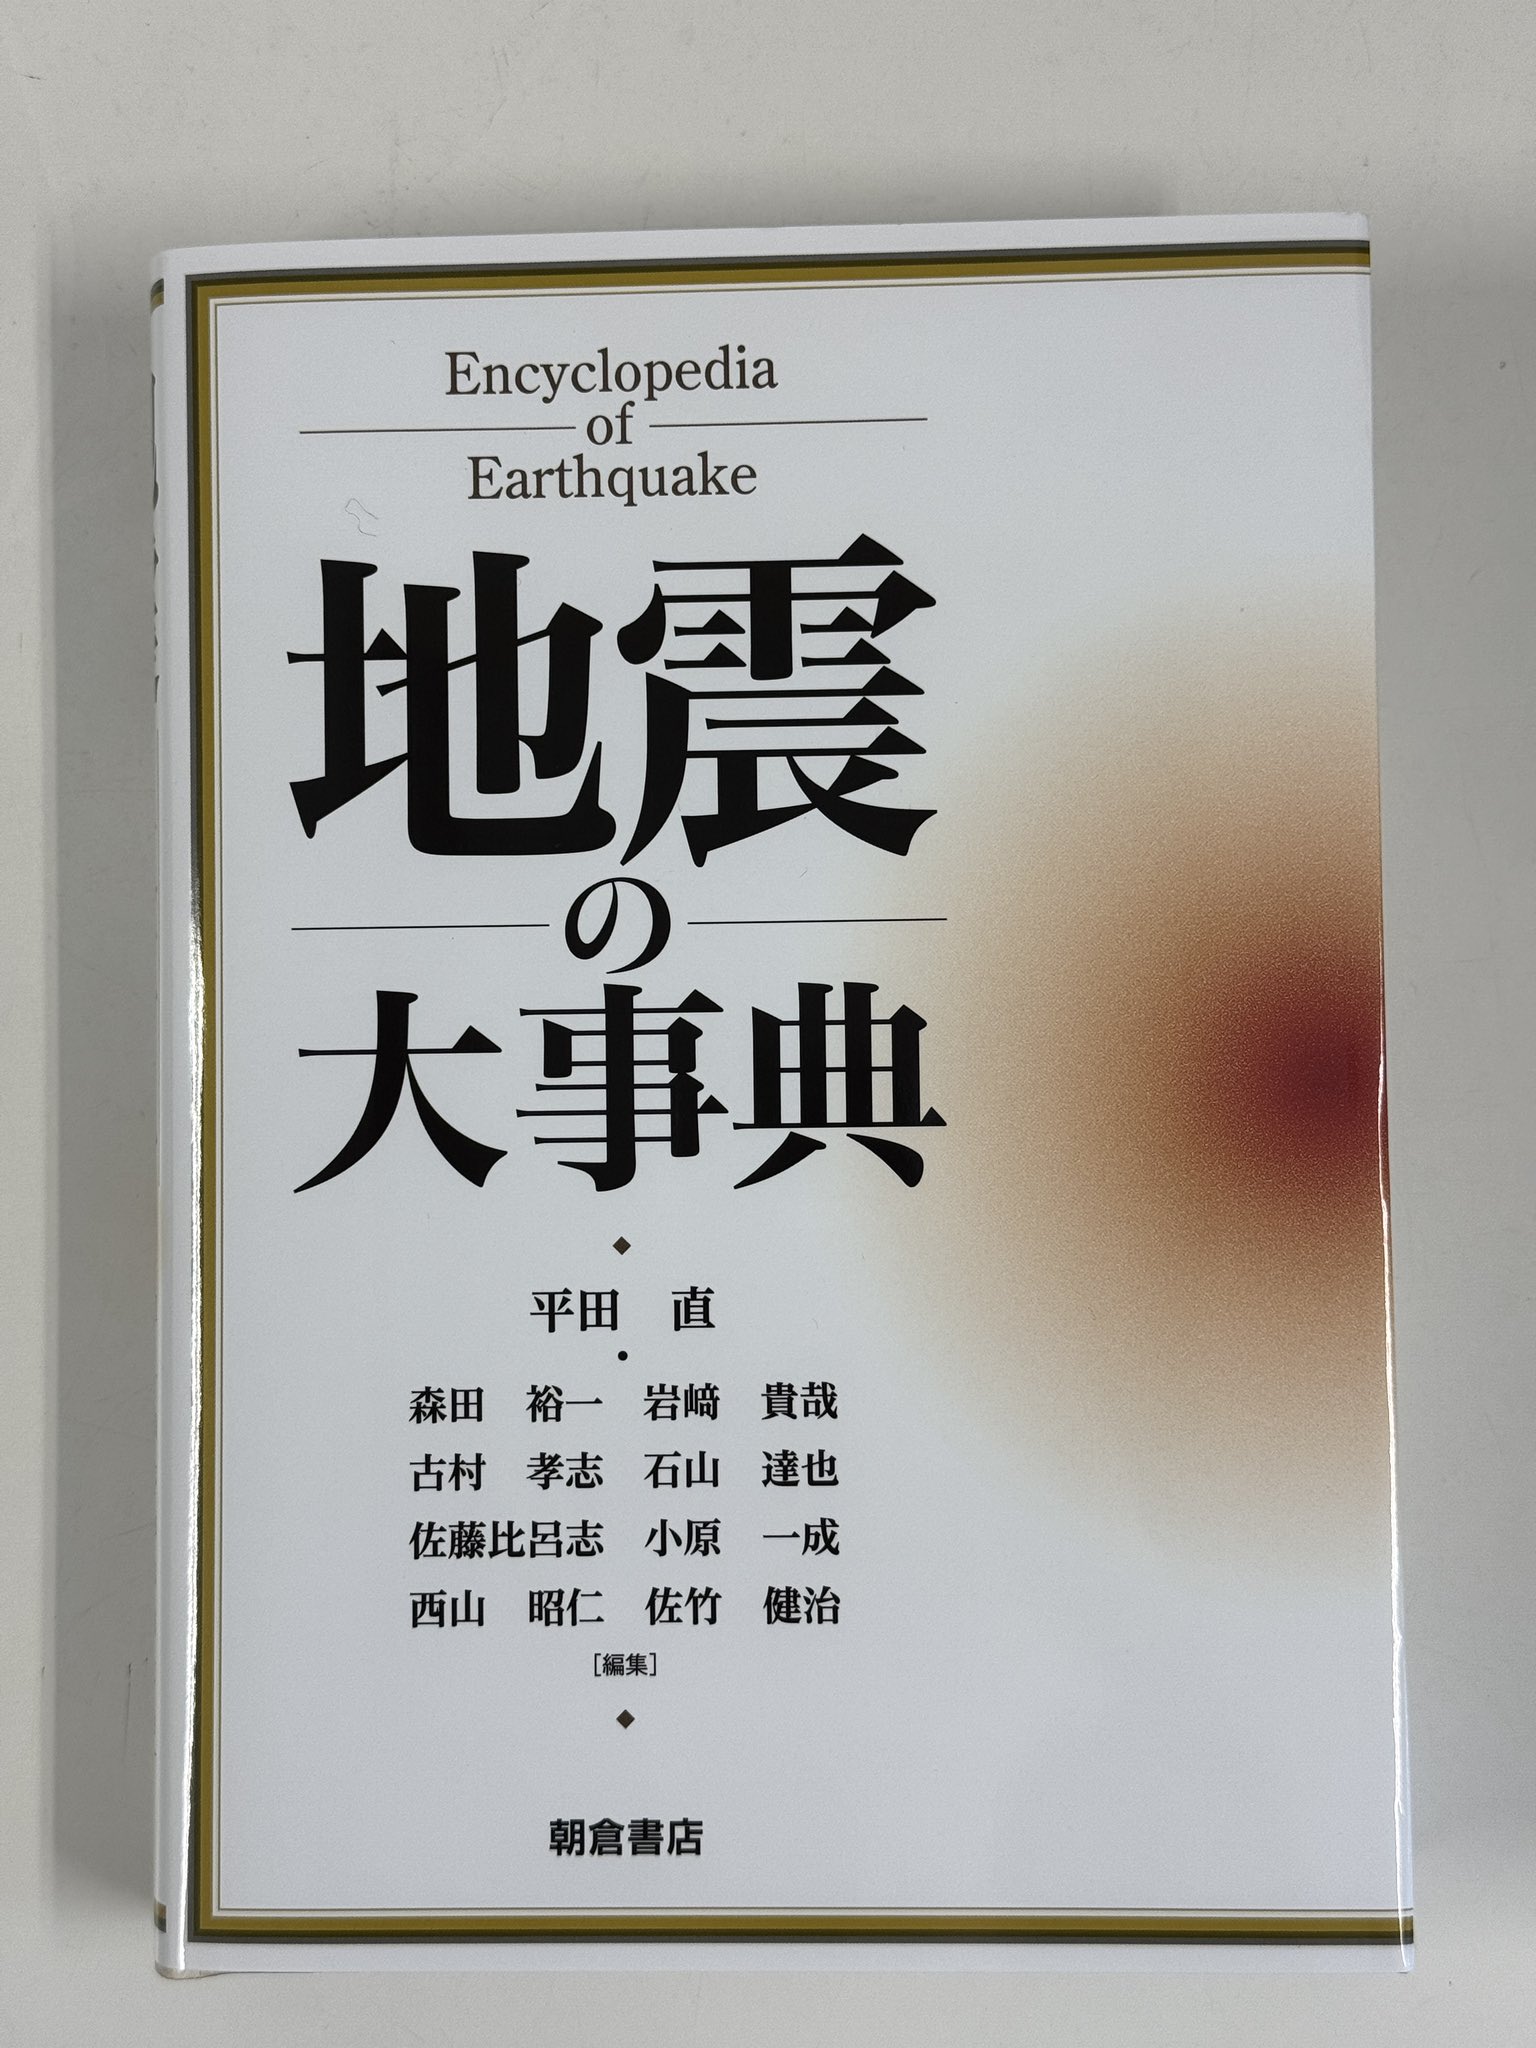 Encyclopedia
of
Earthquake
地震
の
大事典
平田　直
・
森田　裕一　岩﨑　貴哉
古村　孝志　石山　達也
佐藤比呂志　小原　一成
西山　昭仁　佐竹　健治
［編集］
朝倉書店